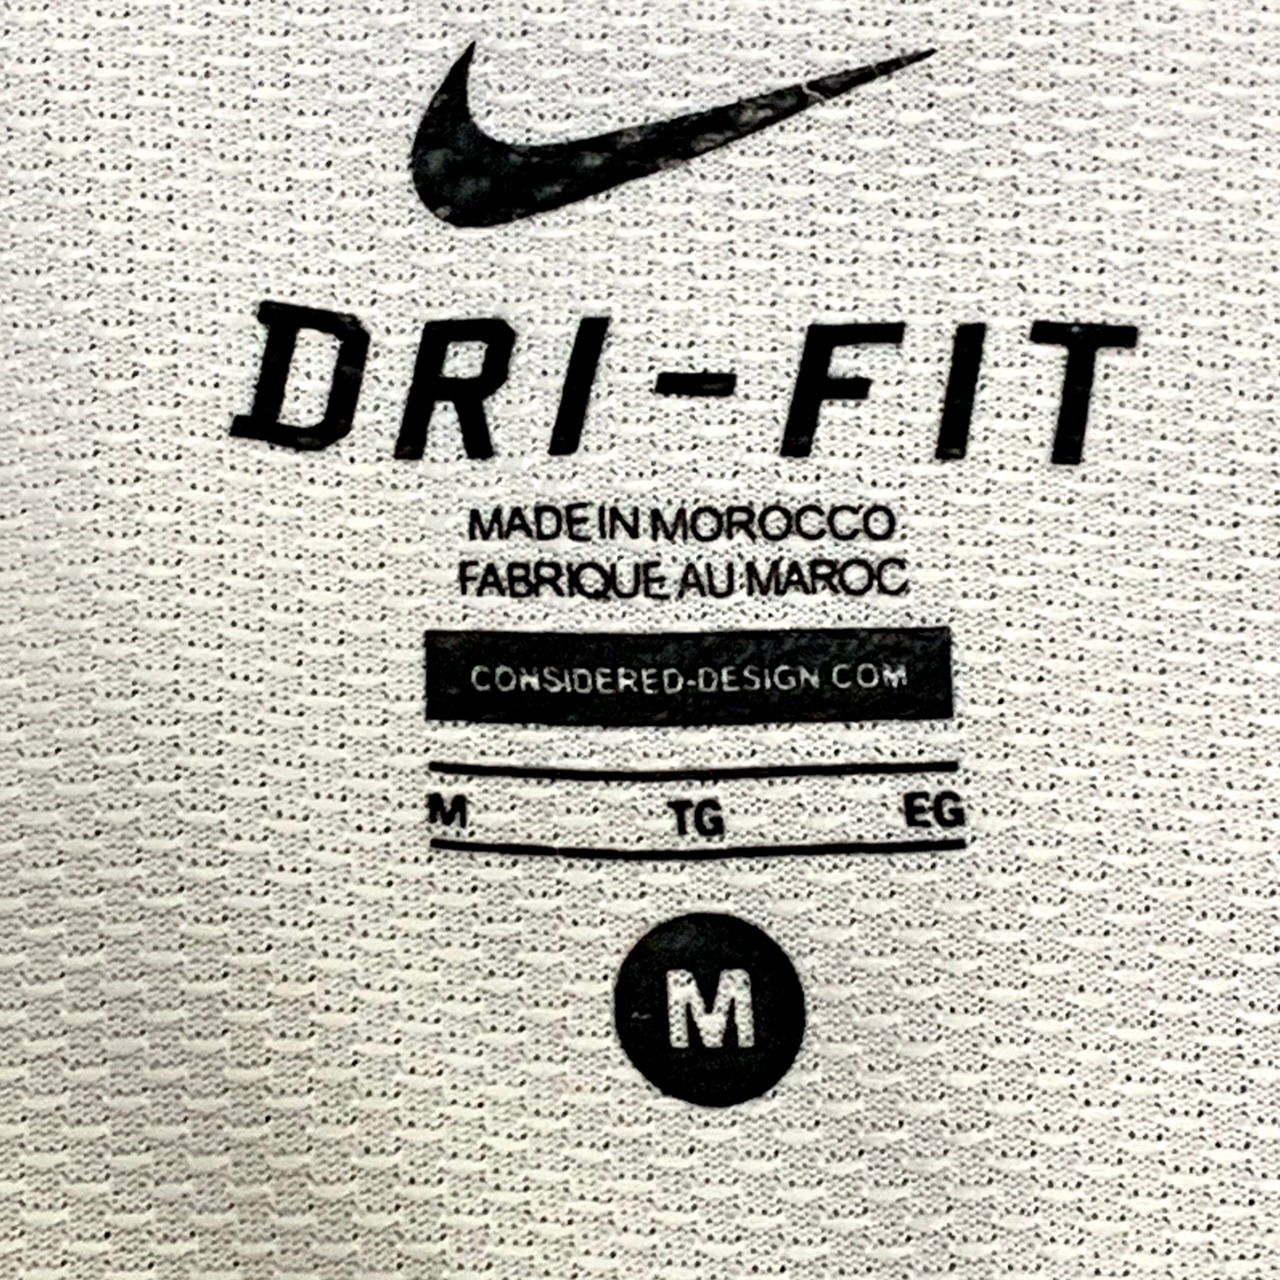 DRI-FIT
MADE IN MOROCCO
FABRIQUE AU MAROC
CONSIDERED-DESIGN.COM
M TG EG
M